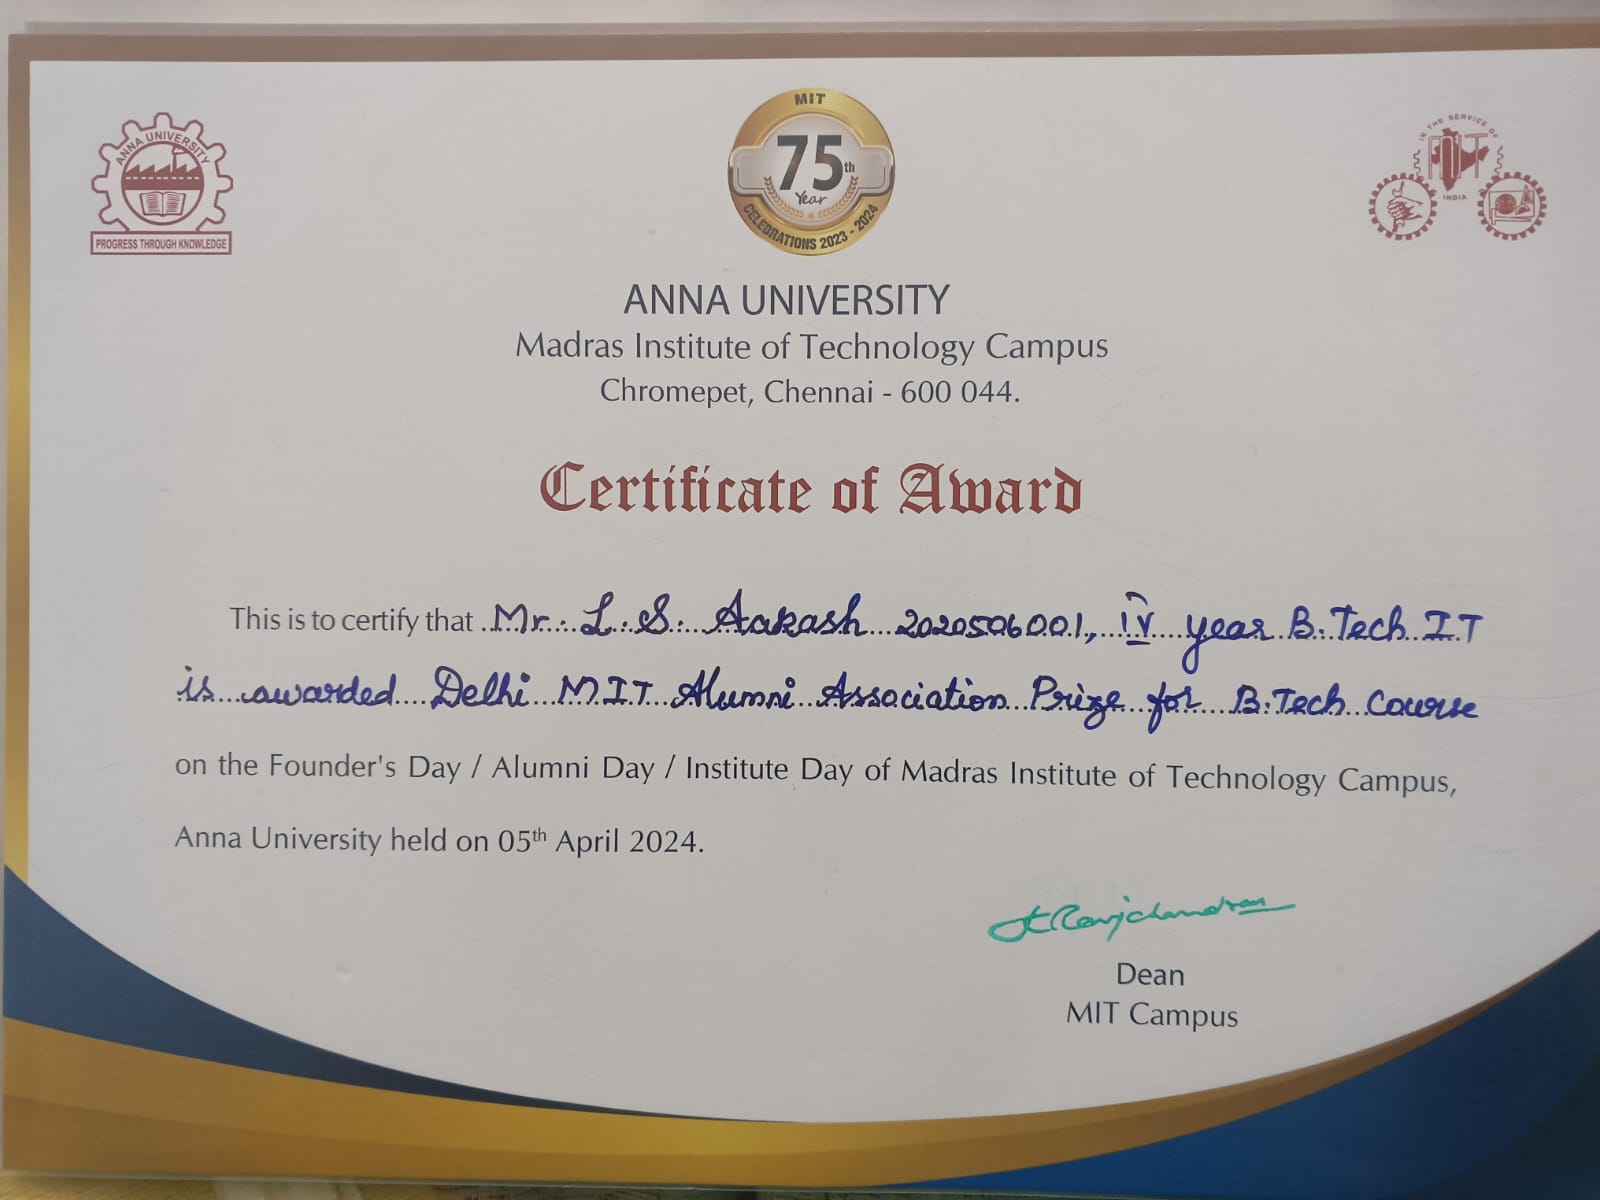 ANNA UNIVERSITY
PROGRESS THROUGH KNOWLEDGE
MIT
75th
Year
CELEBRATIONS 2023 - 2024
IN THE SERVICE OF
MIT
INDIA
ANNA UNIVERSITY
Madras Institute of Technology Campus
Chromepet, Chennai - 600 044.
Certificate of Award
This is to certify that Mr. L. S. Aakash 2020506001, IV year B.Tech IT
is awarded Delhi MIT Alumni Association Prize for B.Tech Course
on the Founder's Day / Alumni Day / Institute Day of Madras Institute of Technology Campus,
Anna University held on 05th April 2024.
Dean
MIT Campus